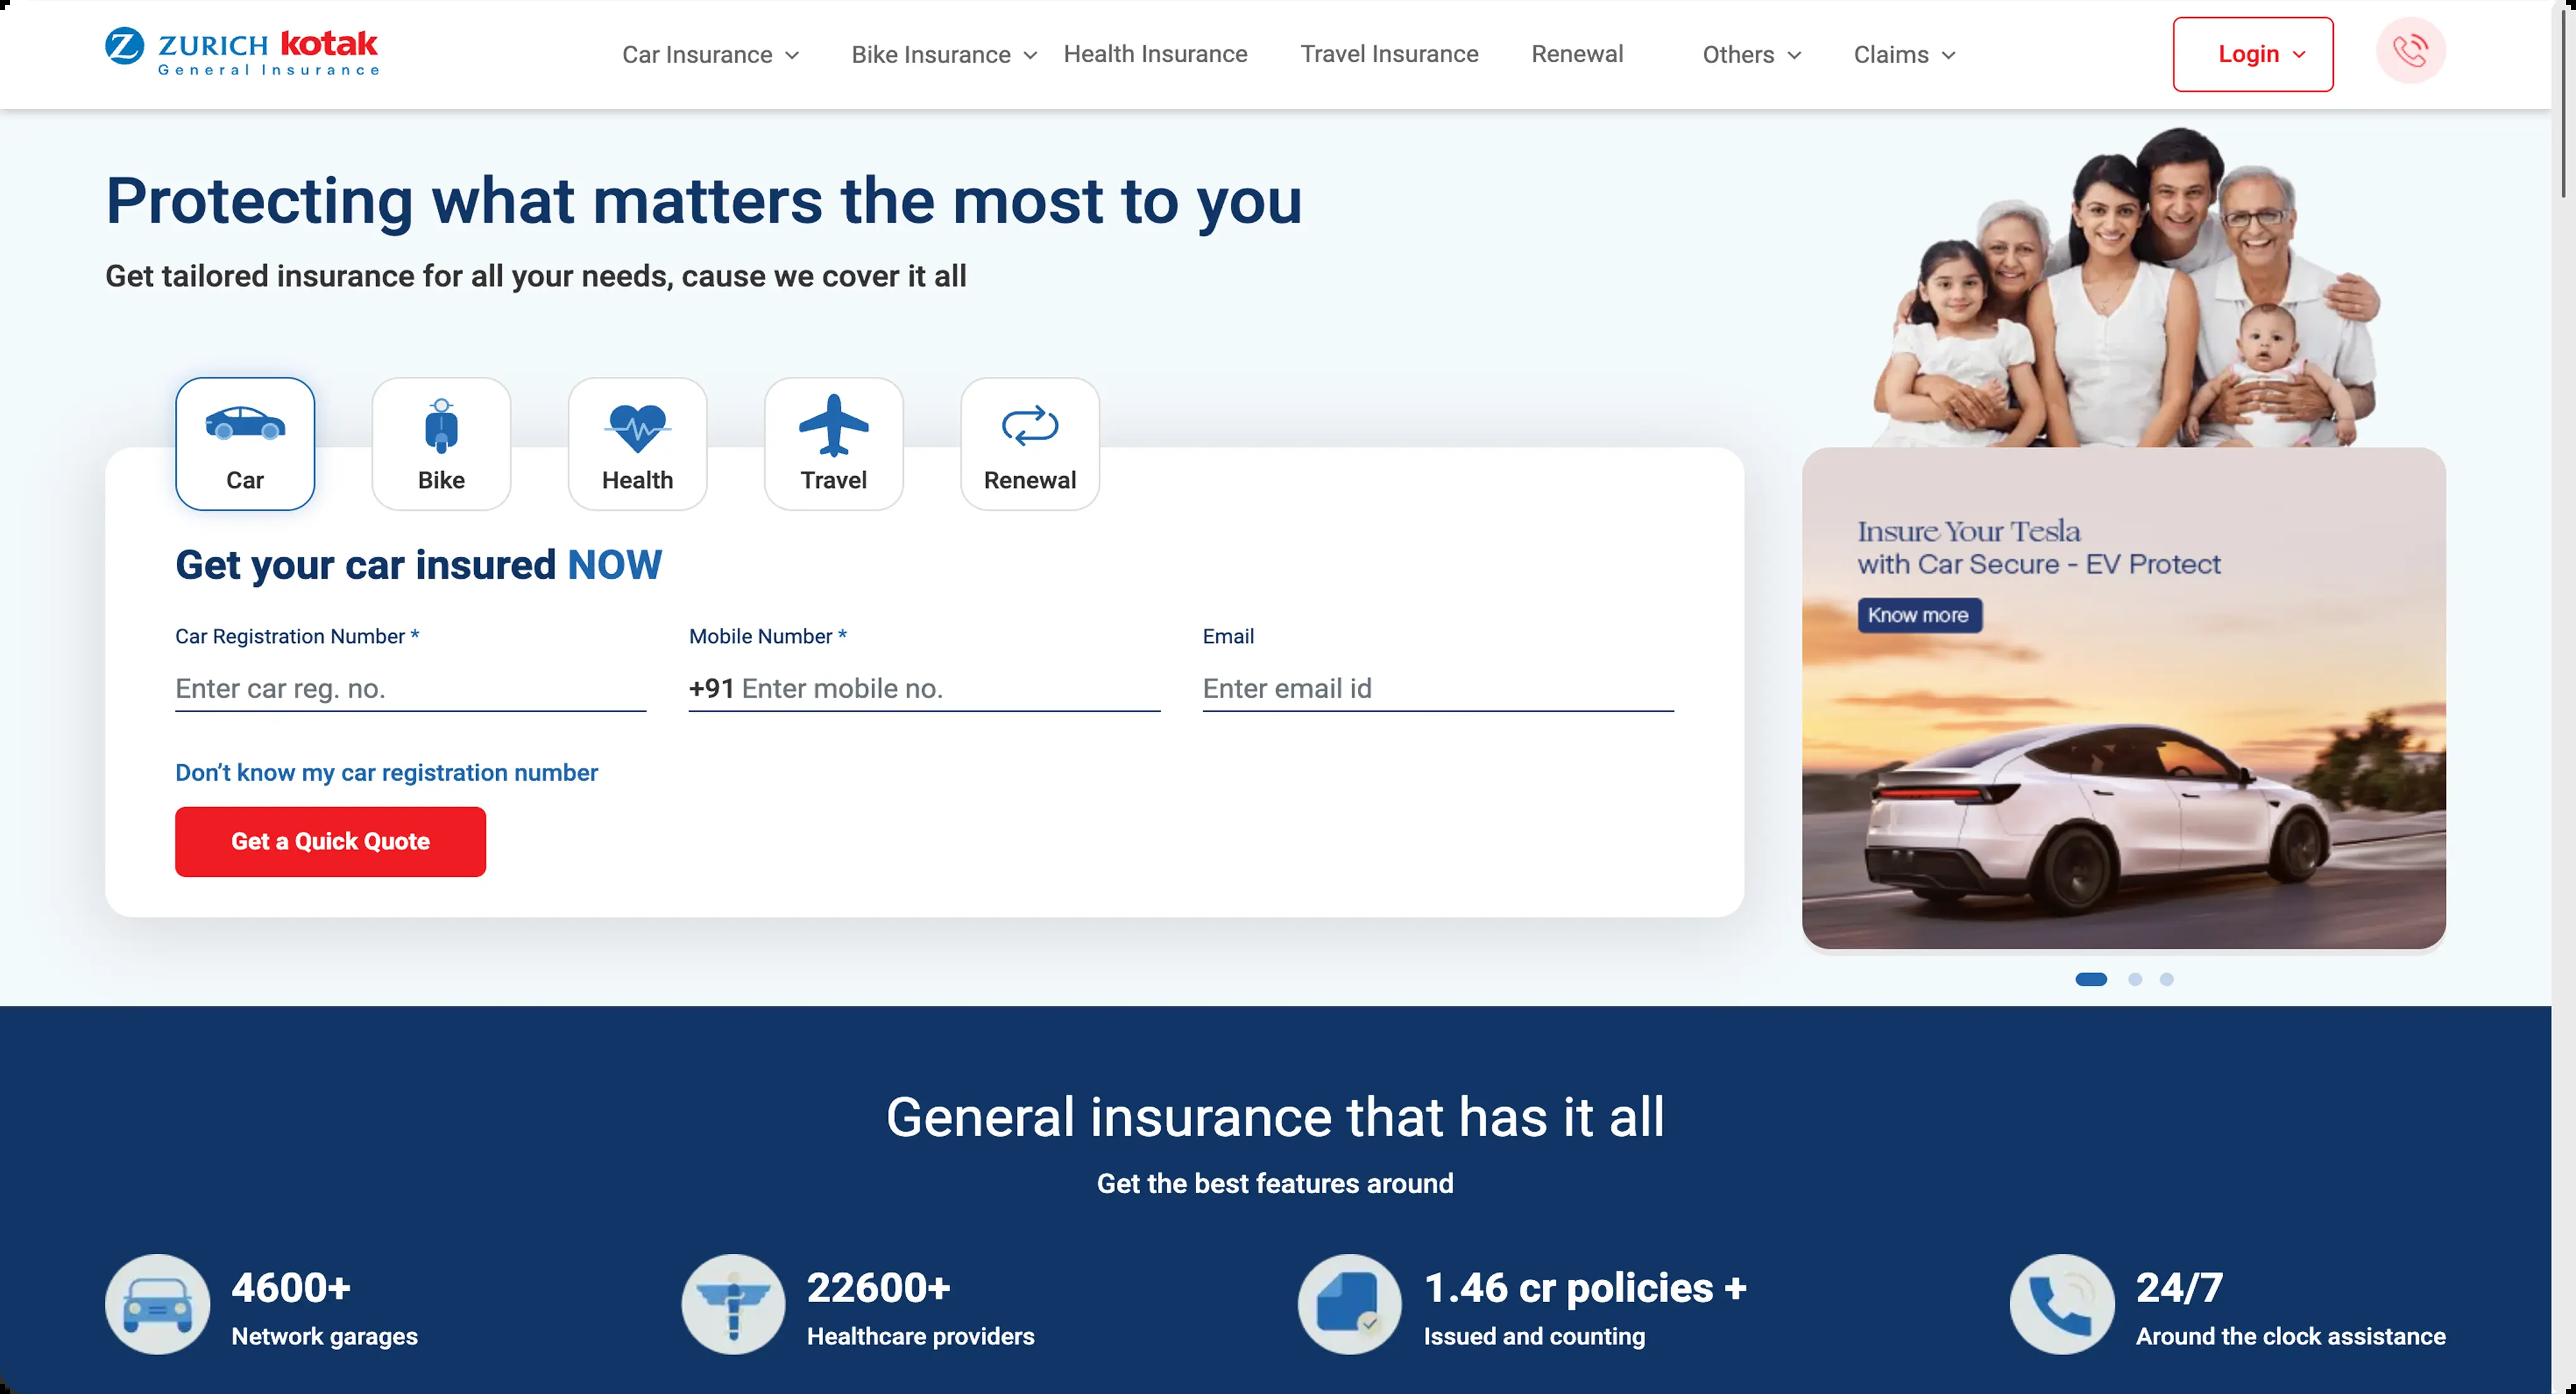 ZURICH kotak
General Insurance
Car Insurance
Bike Insurance
Health Insurance
Travel Insurance
Renewal
Others
Claims
Login
Protecting what matters the most to you
Get tailored insurance for all your needs, cause we cover it all
Car
Bike
Health
Travel
Renewal
Get your car insured NOW
Car Registration Number *
Enter car reg. no.
Mobile Number *
+91 Enter mobile no.
Email
Enter email id
Don't know my car registration number
Get a Quick Quote
Insure Your Tesla
with Car Secure - EV Protect
Know more
General insurance that has it all
Get the best features around
4600+
Network garages
22600+
Healthcare providers
1.46 cr policies +
Issued and counting
24/7
Around the clock assistance